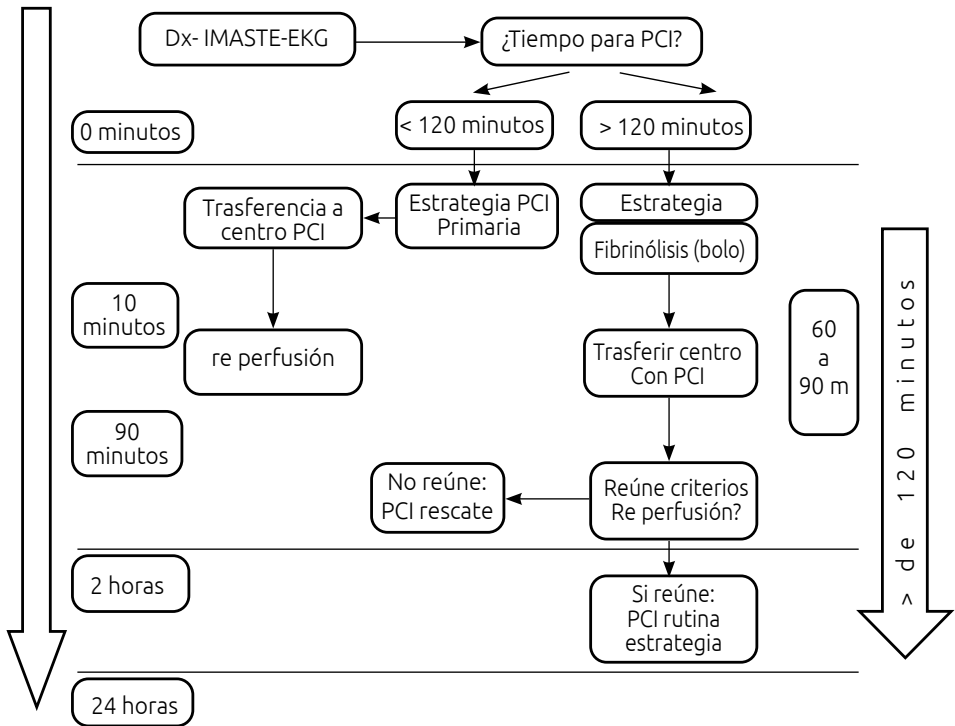 Dx- IMASTE-EKG
¿Tiempo para PCI?
0 minutos
< 120 minutos
> 120 minutos
Trasferencia a
centro PCI
Estrategia PCI
Primaria
Estrategia
Fibrinólisis (bolo)
10
minutos
re perfusión
Trasferir centro
Con PCI
60
a
90 m
> de 120 minutos
90
minutos
No reúne:
PCI rescate
Reúne criterios
Re perfusión?
2 horas
Si reúne:
PCI rutina
estrategia
24 horas